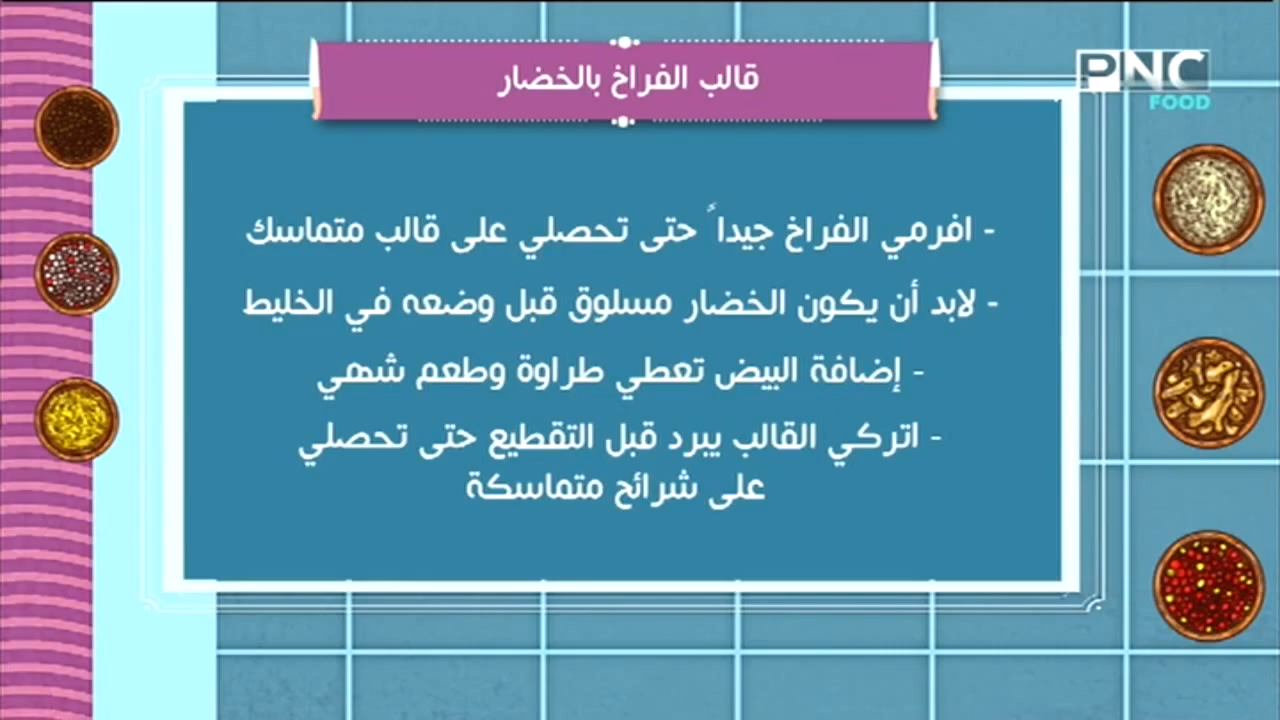 قالب الفراخ بالخضار
PNC
FOOD
- افرمي الفراخ جيداً حتى تحصلي على قالب متماسك
- لابد أن يكون الخضار مسلوق قبل وضعه في الخليط
- إضافة البيض تعطي طراوة وطعم شهي
- اتركي القالب يبرد قبل التقطيع حتى تحصلي
على شرائح متماسكة